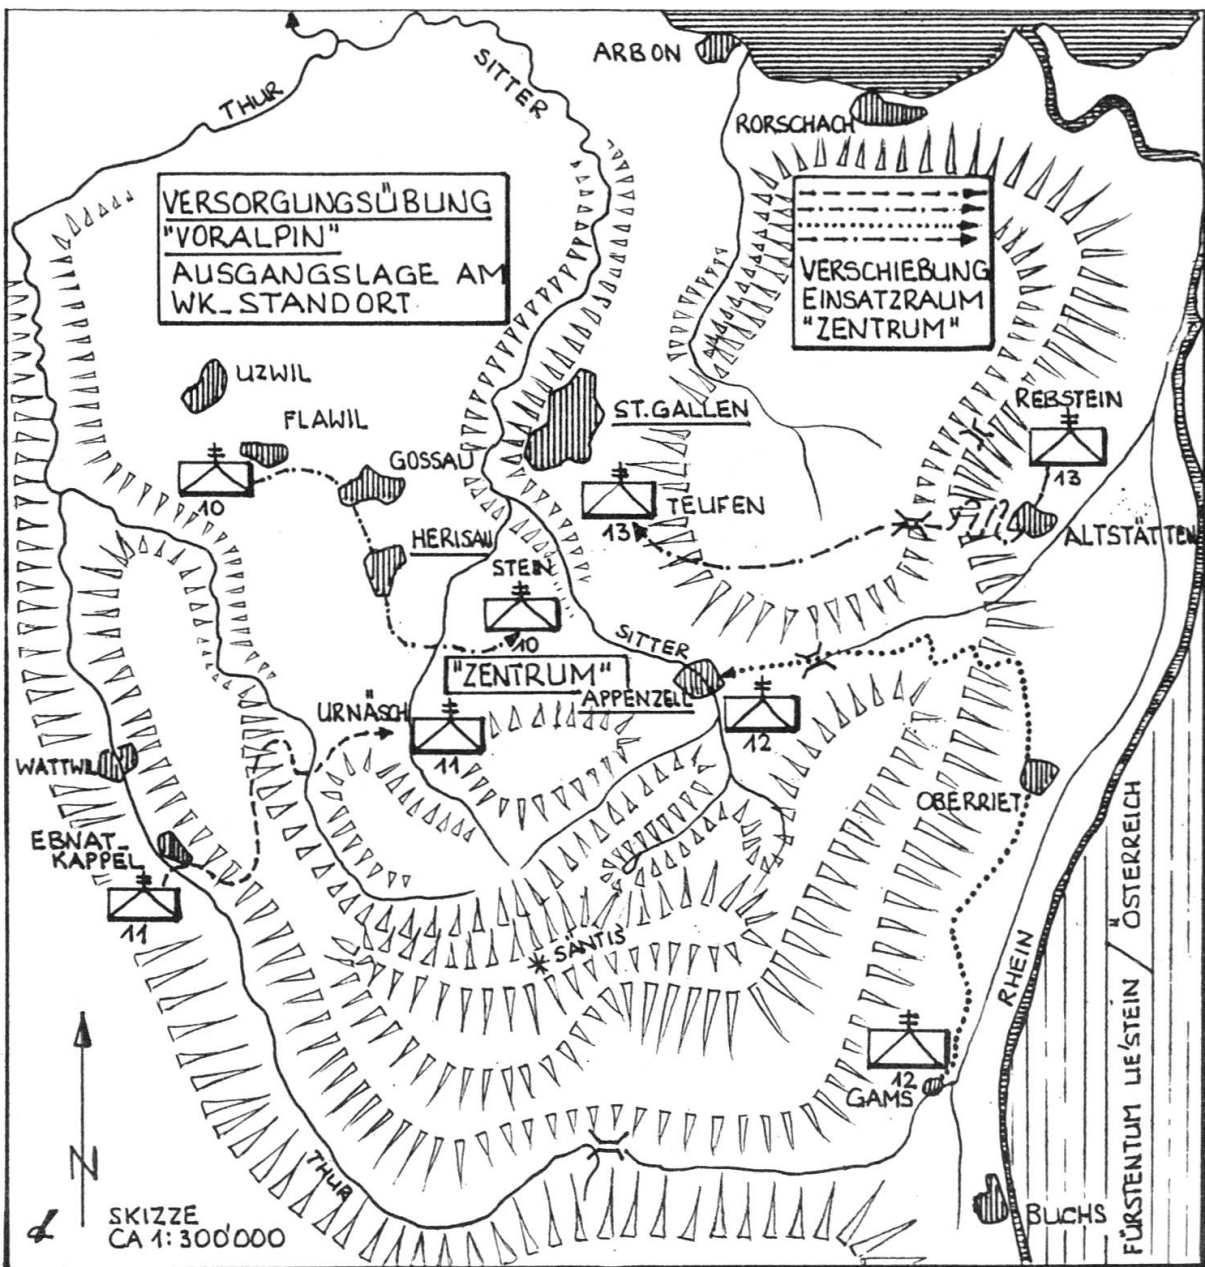 ARBON
SITTER
THUR
RORSCHACH
VERSORGUNGSÜBUNG
"VORALPIN"
AUSGANGSLAGE AM
WK-STANDORT
VERSCHIEBUNG
EINSATZRAUM
"ZENTRUM"
UZWIL
FLAWIL
ST.GALLEN
REBSTEIN
GOSSAU
10
TEUFEN
13
13
ALTSTÄTTEN
HERISAU
STEIN
10
SITTER
"ZENTRUM"
APPENZELL
URNÄSCH
11
12
WATTWIL
OBERRIET
EBNAT-
KAPPEL
11
SÄNTIS
RHEIN
FÜRSTENTUM LIE'STEIN / ÖSTERREICH
12
GAMS
THUR
N
BUCHS
SKIZZE
CA 1:300'000